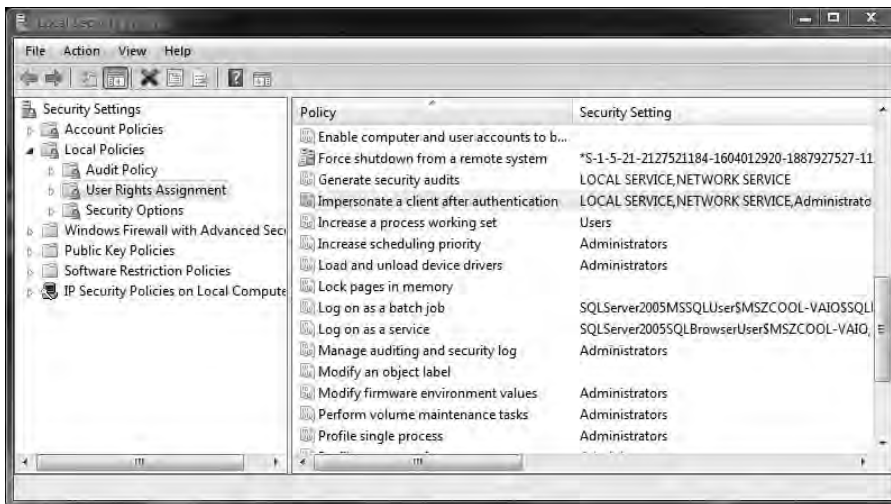 Local
File Action View Help
Security Settings
Account Policies
Local Policies
Audit Policy
User Rights Assignment
Security Options
Windows Firewall with Advanced Secu
Public Key Policies
Software Restriction Policies
IP Security Policies on Local Compute
Policy Security Setting
Enable computer and user accounts to b...
Force shutdown from a remote system *S-1-5-21-2127521184-1604012920-1887927527-11
Generate security audits LOCAL SERVICE,NETWORK SERVICE
Impersonate a client after authentication LOCAL SERVICE,NETWORK SERVICE,Administrato
Increase a process working set Users
Increase scheduling priority Administrators
Load and unload device drivers Administrators
Lock pages in memory
Log on as a batch job SQLServer2005MSSQLUser$MSZCOOL-VAIO$SQLI
Log on as a service SQLServer2005SQLBrowserUser$MSZCOOL-VAIO,
Manage auditing and security log Administrators
Modify an object label
Modify firmware environment values Administrators
Perform volume maintenance tasks Administrators
Profile single process Administrators